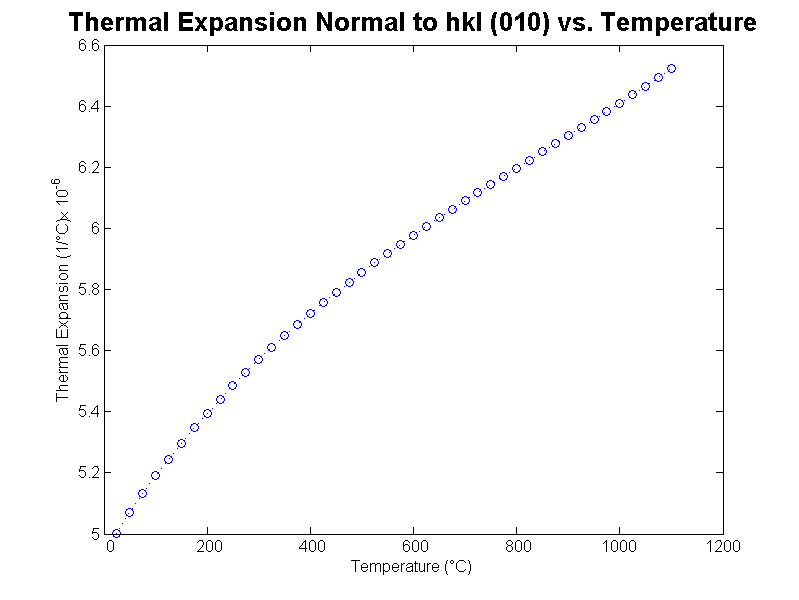 Thermal Expansion Normal to hkl (010) vs. Temperature
6.6
6.4
6.2
6
5.8
5.6
5.4
5.2
5
Thermal Expansion (1/°C)× 10^-6
0 200 400 600 800 1000 1200
Temperature (°C)